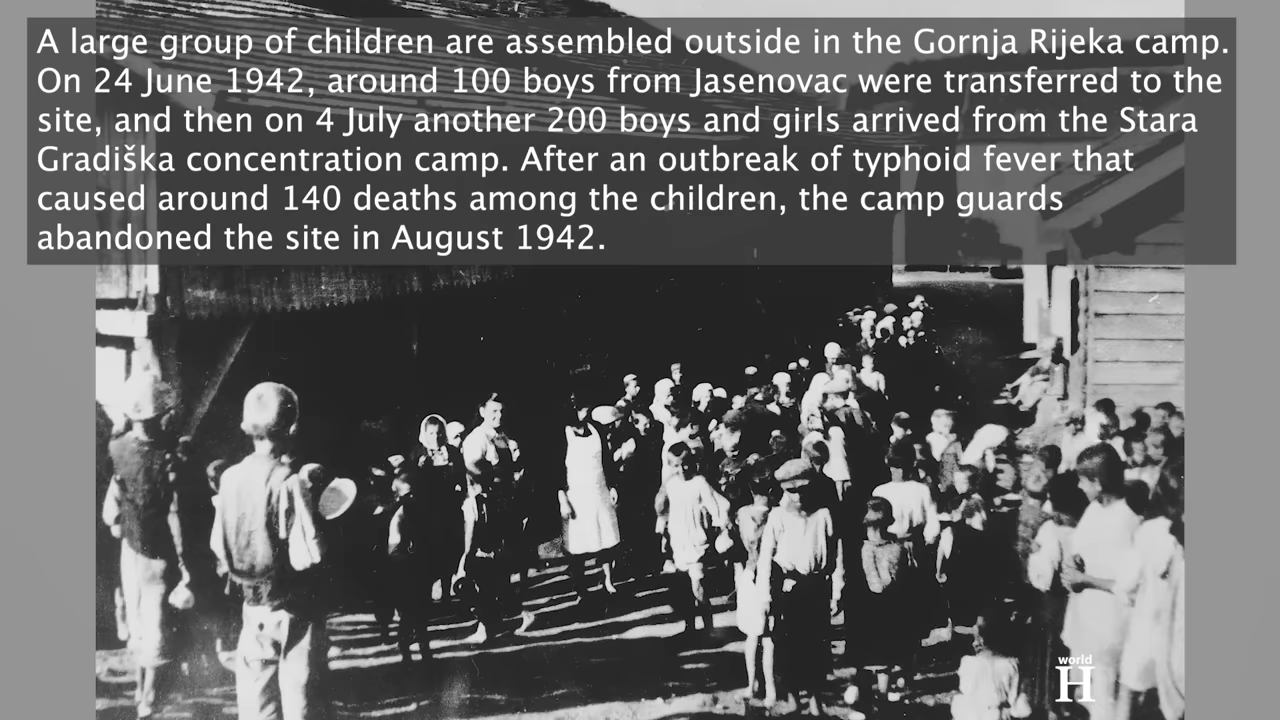 A large group of children are assembled outside in the Gornja Rijeka camp.
On 24 June 1942, around 100 boys from Jasenovac were transferred to the
site, and then on 4 July another 200 boys and girls arrived from the Stara
Gradiška concentration camp. After an outbreak of typhoid fever that
caused around 140 deaths among the children, the camp guards
abandoned the site in August 1942.
world
H